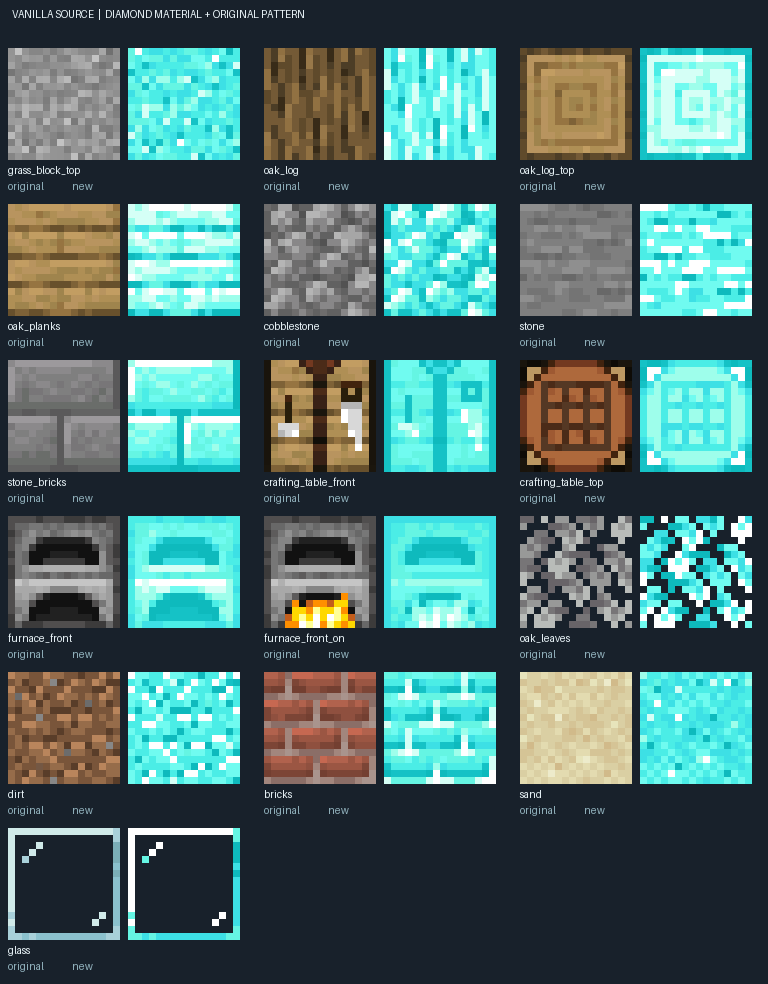 VANILLA SOURCE | DIAMOND MATERIAL + ORIGINAL PATTERN
grass_block_top
original new
oak_log
original new
oak_log_top
original new
oak_planks
original new
cobblestone
original new
stone
original new
stone_bricks
original new
crafting_table_front
original new
crafting_table_top
original new
furnace_front
original new
furnace_front_on
original new
oak_leaves
original new
dirt
original new
bricks
original new
sand
original new
glass
original new